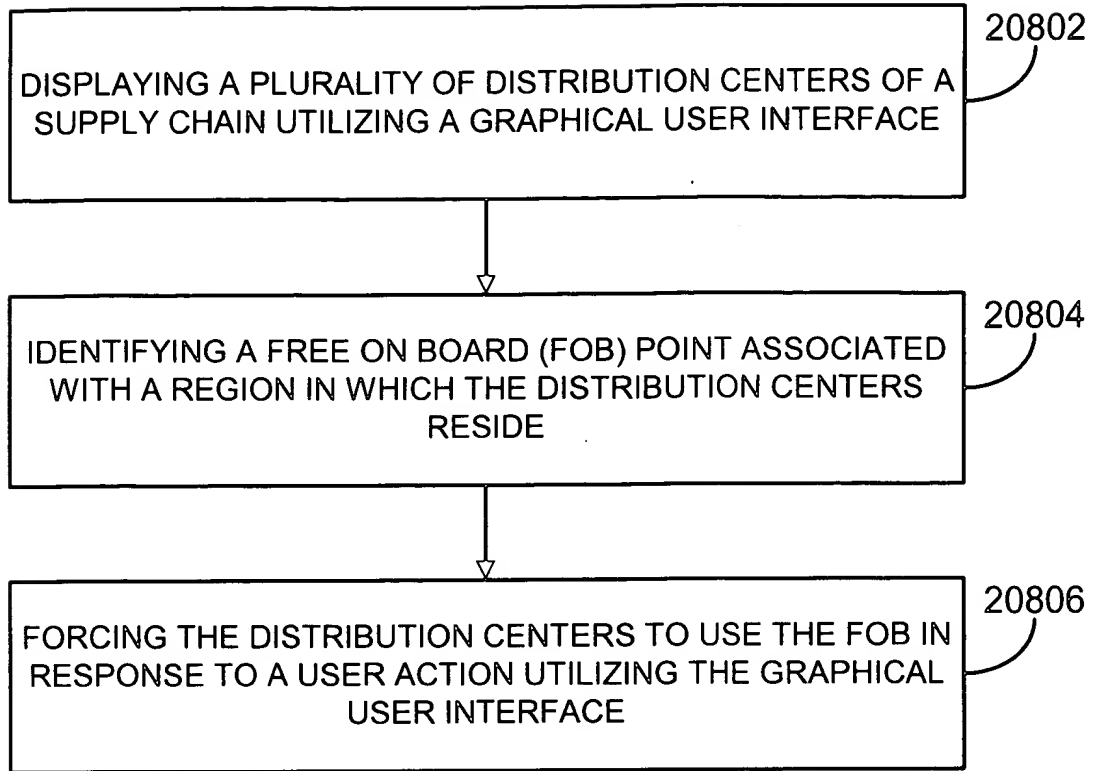 20802
DISPLAYING A PLURALITY OF DISTRIBUTION CENTERS OF A
SUPPLY CHAIN UTILIZING A GRAPHICAL USER INTERFACE
20804
IDENTIFYING A FREE ON BOARD (FOB) POINT ASSOCIATED
WITH A REGION IN WHICH THE DISTRIBUTION CENTERS
RESIDE
20806
FORCING THE DISTRIBUTION CENTERS TO USE THE FOB IN
RESPONSE TO A USER ACTION UTILIZING THE GRAPHICAL
USER INTERFACE